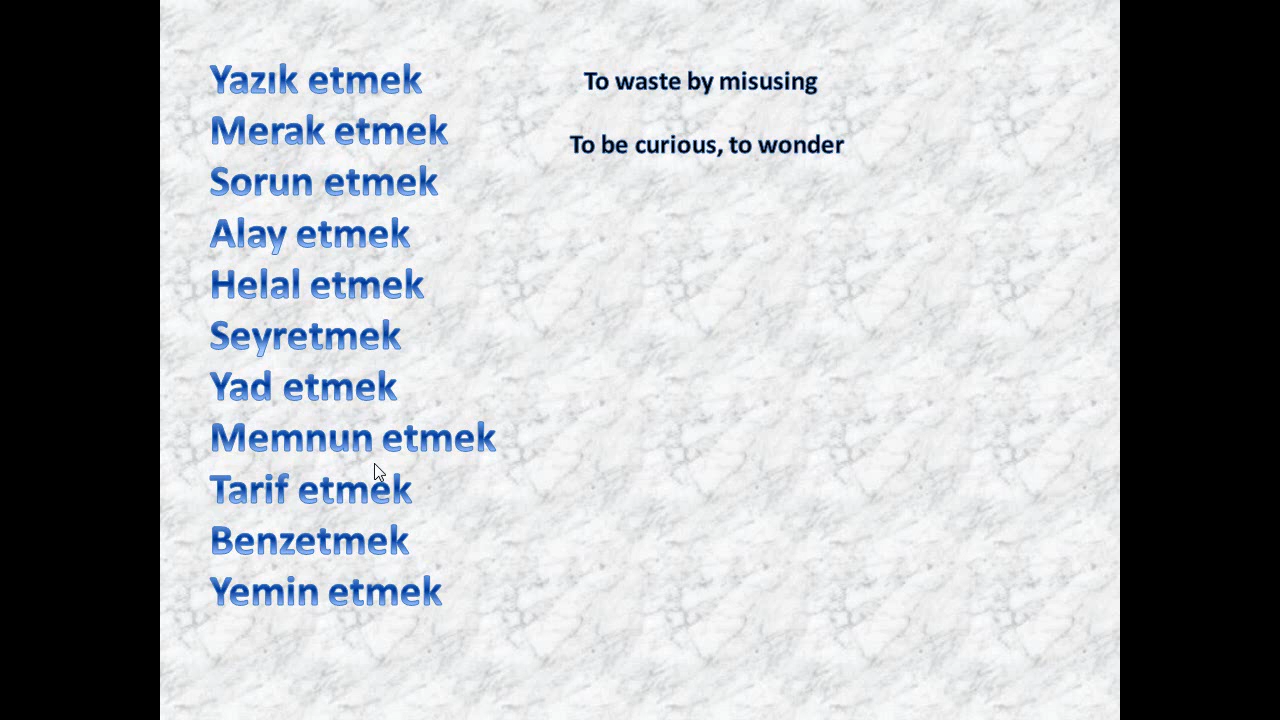 Yazık etmek To waste by misusing
Merak etmek To be curious, to wonder
Sorun etmek
Alay etmek
Helal etmek
Seyretmek
Yad etmek
Memnun etmek
Tarif etmek
Benzetmek
Yemin etmek